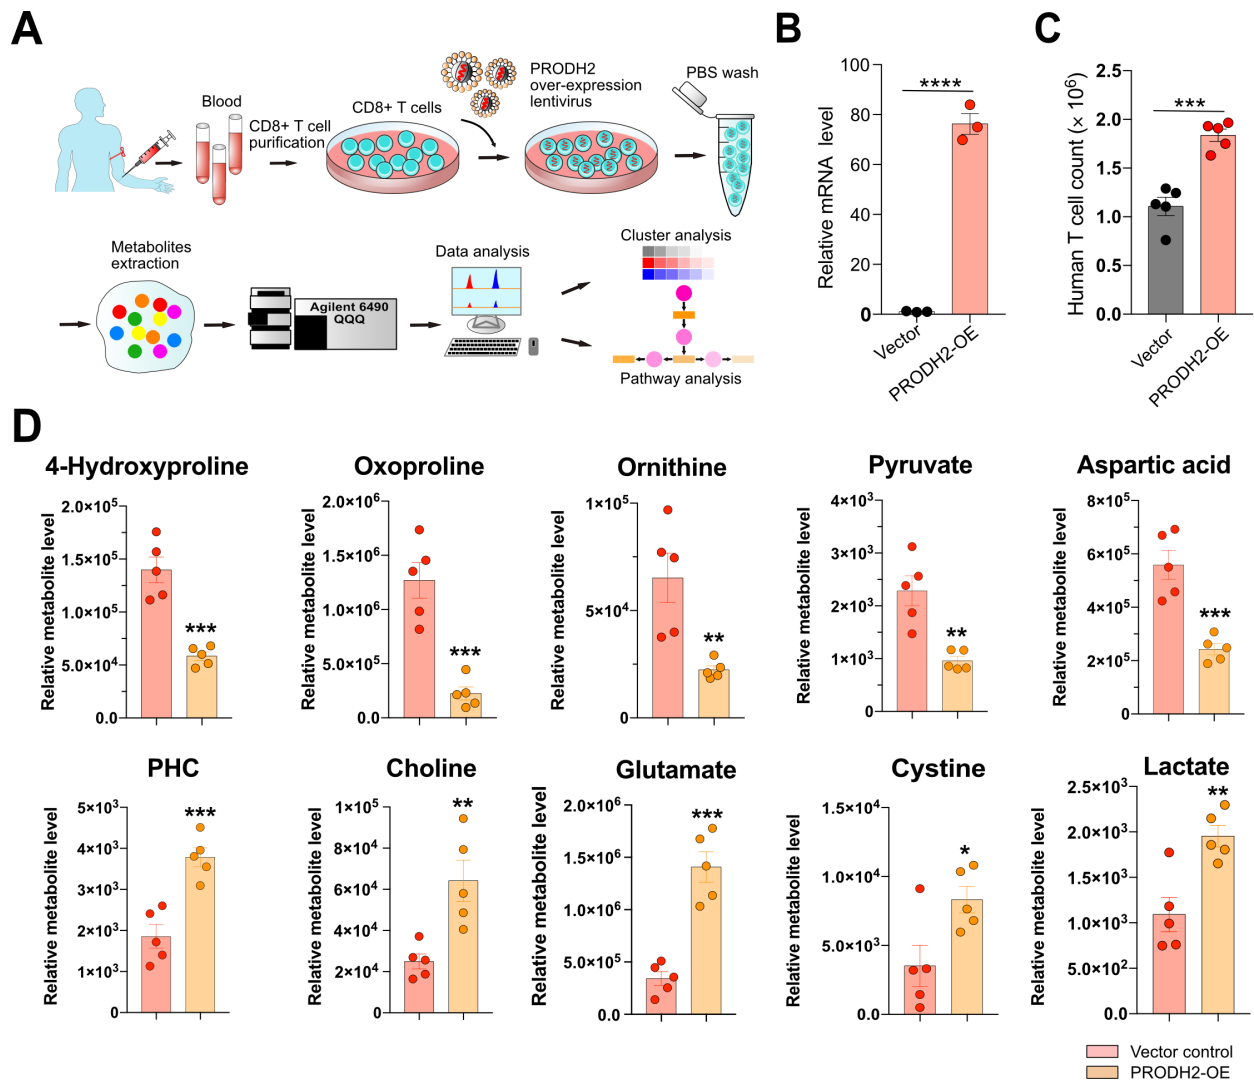 A
Blood
CD8+ T cell
purification
CD8+ T cells
PRODH2
over-expression
lentivirus
PBS wash
Metabolites
extraction
Agilent 6490
QQQ
Data analysis
Cluster analysis
Pathway analysis
B
Relative mRNA level
100
80
60
40
20
0
****
Vector
PRODH2-OE
C
Human T cell count (× 10⁶)
2.5
2.0
1.5
1.0
0.5
0.0
***
Vector
PRODH2-OE
D
4-Hydroxyproline
Relative metabolite level
2.0×10⁵
1.5×10⁵
1.0×10⁵
5.0×10⁴
0.0
***
Oxoproline
Relative metabolite level
2.0×10⁶
1.5×10⁶
1.0×10⁶
5.0×10⁵
0.0
***
Ornithine
Relative metabolite level
1×10⁵
5×10⁴
0
**
Pyruvate
Relative metabolite level
4×10³
3×10³
2×10³
1×10³
0
**
Aspartic acid
Relative metabolite level
8×10⁵
6×10⁵
4×10⁵
2×10⁵
0
***
PHC
Relative metabolite level
5×10³
4×10³
3×10³
2×10³
1×10³
0
***
Choline
Relative metabolite level
1×10⁵
8×10⁴
6×10⁴
4×10⁴
2×10⁴
0
**
Glutamate
Relative metabolite level
2.0×10⁶
1.5×10⁶
1.0×10⁶
5.0×10⁵
0.0
***
Cystine
Relative metabolite level
1.5×10⁴
1.0×10⁴
5.0×10³
0.0
*
Lactate
Relative metabolite level
2.5×10³
2.0×10³
1.5×10³
1.0×10³
5.0×10²
0.0
**
Vector control
PRODH2-OE